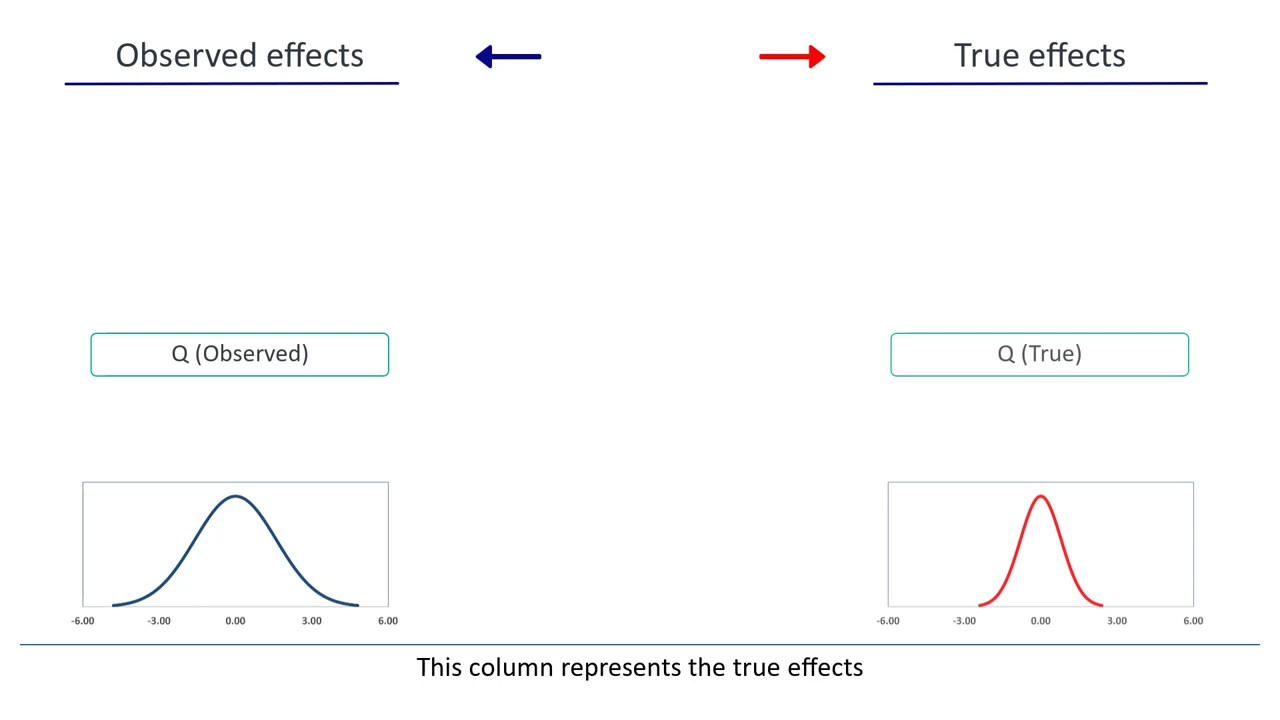 Observed effects
True effects
Q (Observed)
Q (True)
-6.00 -3.00 0.00 3.00 6.00
-6.00 -3.00 0.00 3.00 6.00
This column represents the true effects